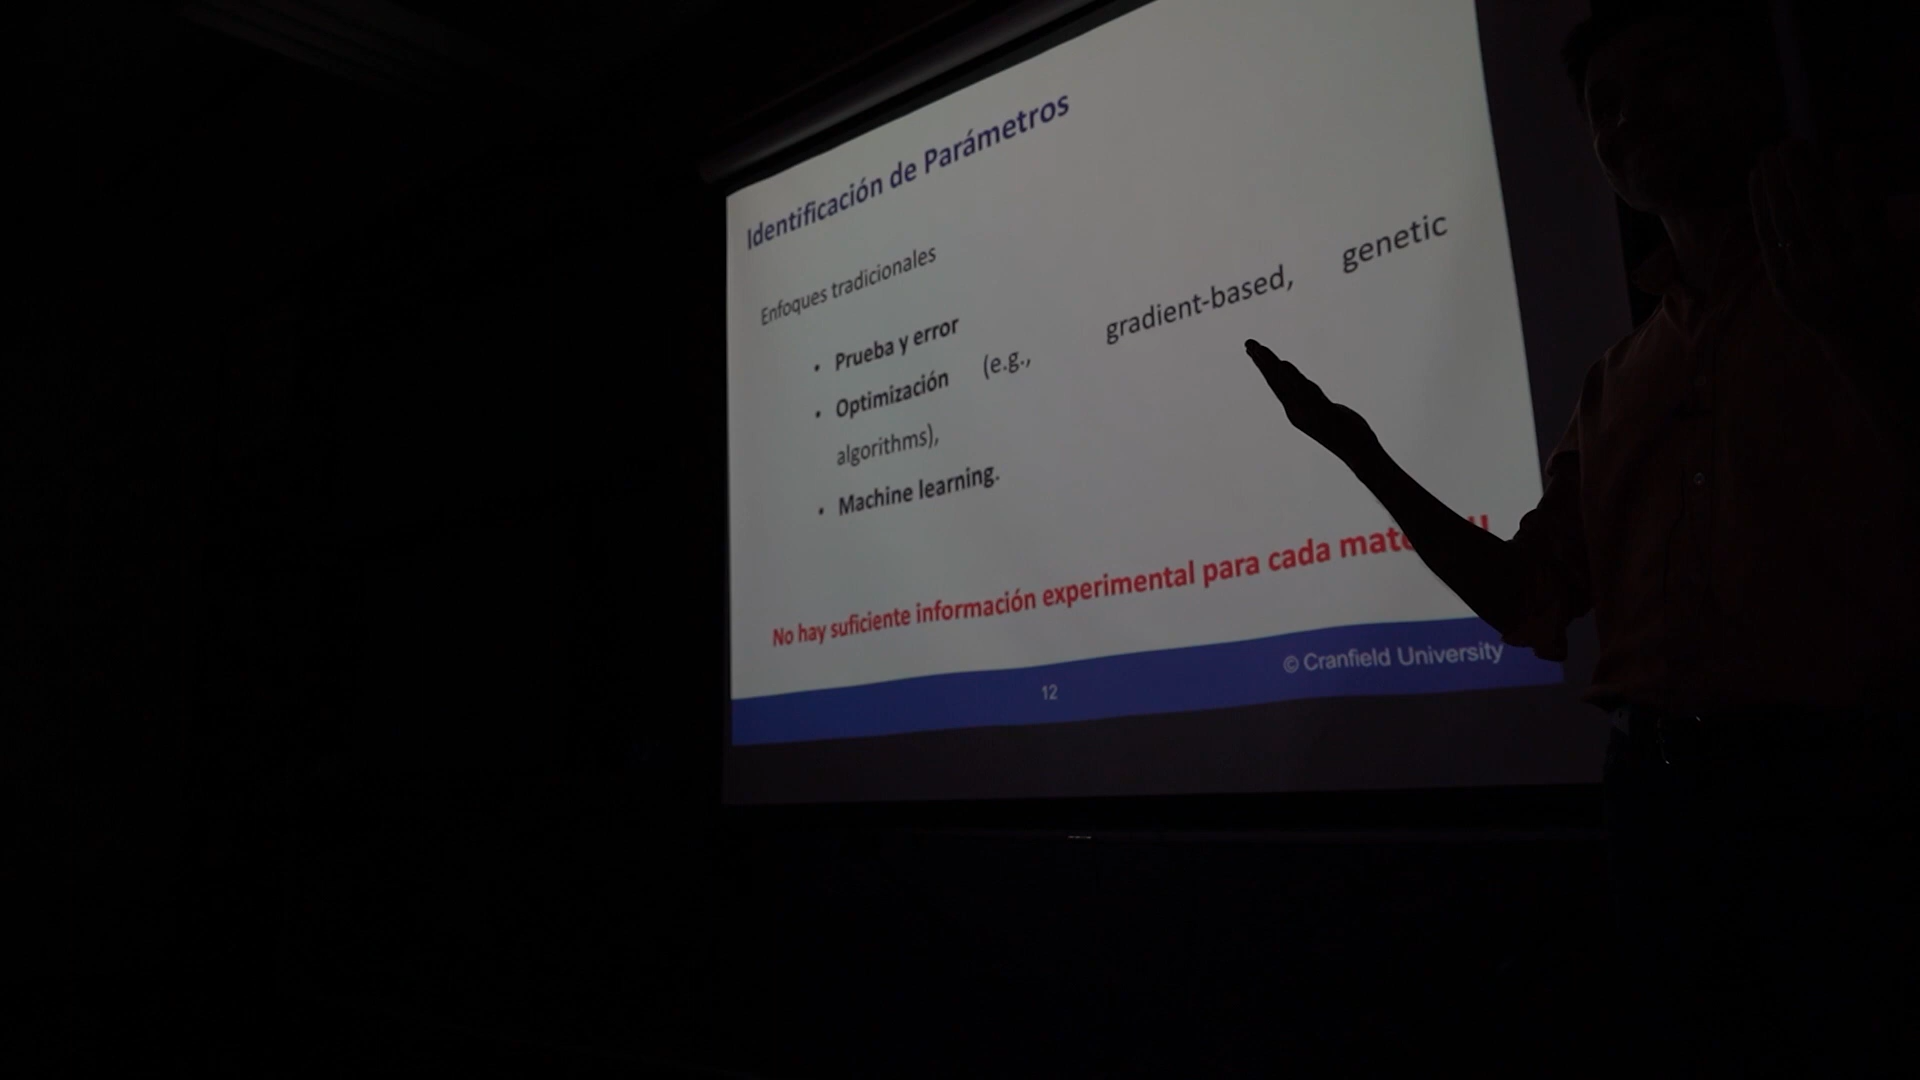 Identificación de Parámetros
Enfoques tradicionales
• Prueba y error
• Optimización (e.g., gradient-based, genetic
algorithms),
• Machine learning.
No hay suficiente información experimental para cada
12
© Cranfield University